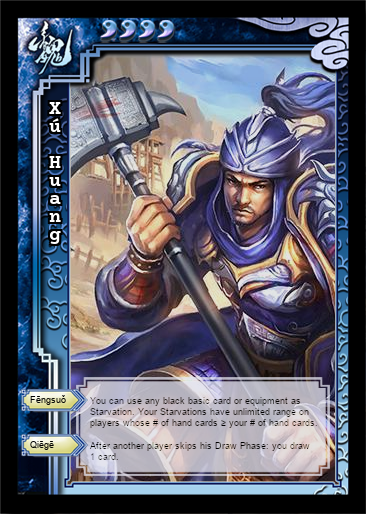 魏
Xú Huang
Fēngsuǒ
You can use any black basic card or equipment as
Starvation. Your Starvations have unlimited range on
players whose # of hand cards ≥ your # of hand cards.
Qiēgē
After another player skips his Draw Phase: you draw
1 card.